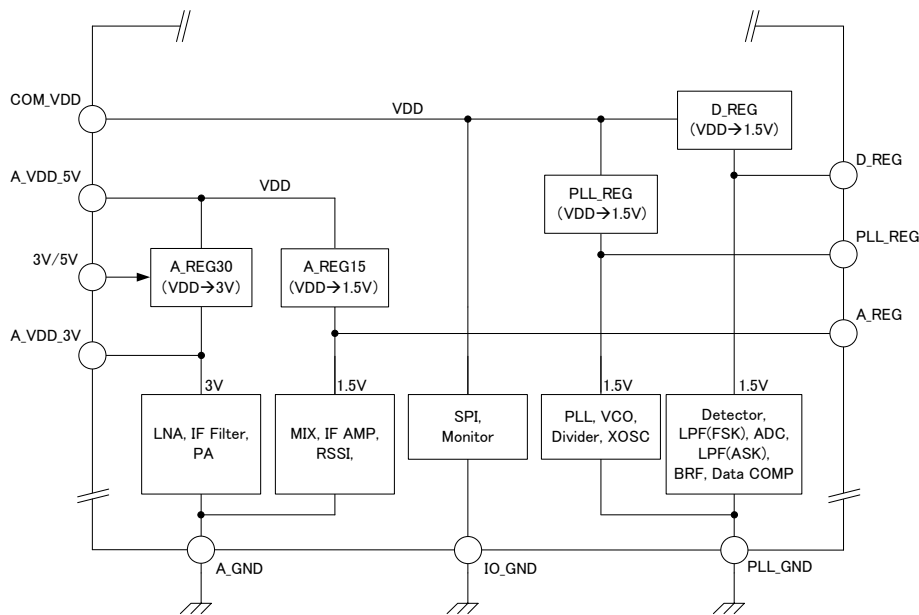 COM_VDD
VDD
D_REG
(VDD→1.5V)
A_VDD_5V
VDD
D_REG
PLL_REG
(VDD→1.5V)
3V/5V
A_REG30
(VDD→3V)
A_REG15
(VDD→1.5V)
PLL_REG
A_VDD_3V
A_REG
3V
1.5V
1.5V
1.5V
LNA, IF Filter,
PA
MIX, IF AMP,
RSSI,
SPI,
Monitor
PLL, VCO,
Divider, XOSC
Detector,
LPF(FSK), ADC,
LPF(ASK),
BRF, Data COMP
A_GND
IO_GND
PLL_GND